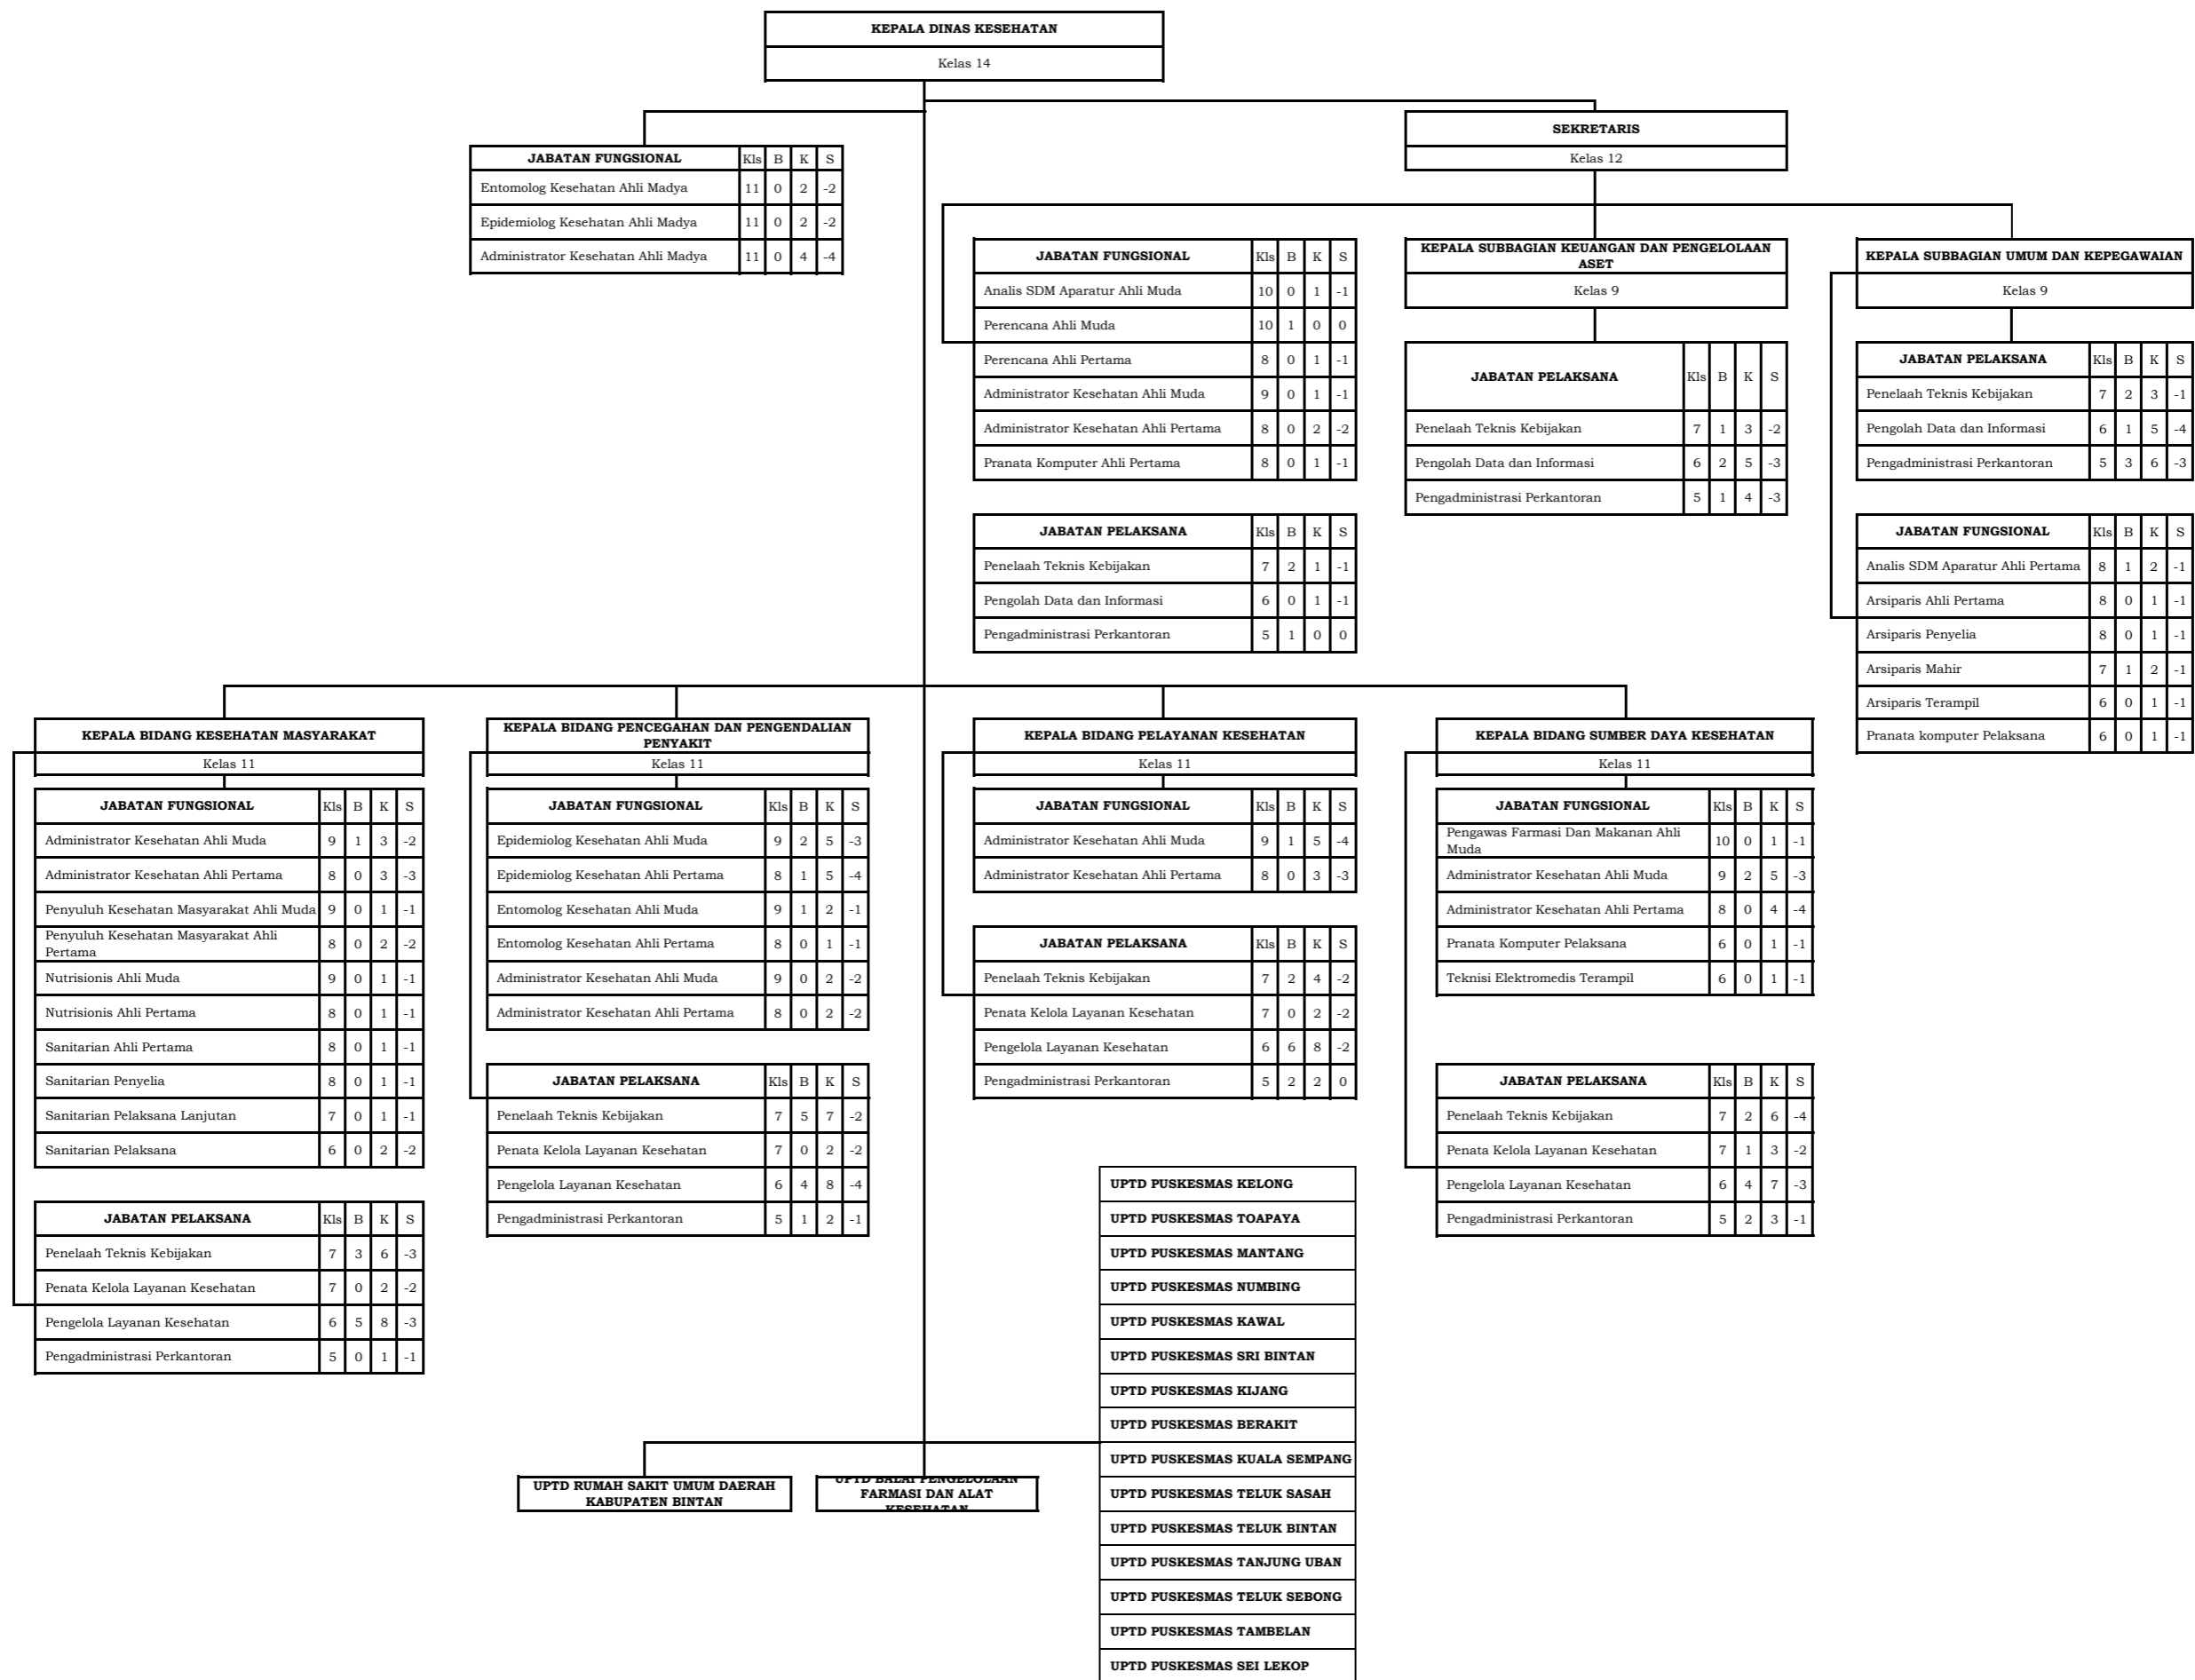 KEPALA DINAS KESEHATAN
Kelas 14
SEKRETARIS
Kelas 12
JABATAN FUNGSIONAL Kls B K S
Entomolog Kesehatan Ahli Madya 11 0 2 -2
Epidemiolog Kesehatan Ahli Madya 11 0 2 -2
Administrator Kesehatan Ahli Madya 11 0 4 -4
JABATAN FUNGSIONAL Kls B K S
Analis SDM Aparatur Ahli Muda 10 0 1 -1
Perencana Ahli Muda 10 1 0 0
Perencana Ahli Pertama 8 0 1 -1
Administrator Kesehatan Ahli Muda 9 0 1 -1
Administrator Kesehatan Ahli Pertama 8 0 2 -2
Pranata Komputer Ahli Pertama 8 0 1 -1
JABATAN PELAKSANA Kls B K S
Penelaah Teknis Kebijakan 7 2 1 -1
Pengolah Data dan Informasi 6 0 1 -1
Pengadministrasi Perkantoran 5 1 0 0
KEPALA SUBBAGIAN KEUANGAN DAN PENGELOLAAN
ASET
Kelas 9
JABATAN PELAKSANA Kls B K S
Penelaah Teknis Kebijakan 7 1 3 -2
Pengolah Data dan Informasi 6 2 5 -3
Pengadministrasi Perkantoran 5 1 4 -3
KEPALA SUBBAGIAN UMUM DAN KEPEGAWAIAN
Kelas 9
JABATAN PELAKSANA Kls B K S
Penelaah Teknis Kebijakan 7 2 3 -1
Pengolah Data dan Informasi 6 1 5 -4
Pengadministrasi Perkantoran 5 3 6 -3
JABATAN FUNGSIONAL Kls B K S
Analis SDM Aparatur Ahli Pertama 8 1 2 -1
Arsiparis Ahli Pertama 8 0 1 -1
Arsiparis Penyelia 8 0 1 -1
Arsiparis Mahir 7 1 2 -1
Arsiparis Terampil 6 0 1 -1
Pranata komputer Pelaksana 6 0 1 -1
KEPALA BIDANG KESEHATAN MASYARAKAT
Kelas 11
JABATAN FUNGSIONAL Kls B K S
Administrator Kesehatan Ahli Muda 9 1 3 -2
Administrator Kesehatan Ahli Pertama 8 0 3 -3
Penyuluh Kesehatan Masyarakat Ahli Muda 9 0 1 -1
Penyuluh Kesehatan Masyarakat Ahli
Pertama 8 0 2 -2
Nutrisionis Ahli Muda 9 0 1 -1
Nutrisionis Ahli Pertama 8 0 1 -1
Sanitarian Ahli Pertama 8 0 1 -1
Sanitarian Penyelia 8 0 1 -1
Sanitarian Pelaksana Lanjutan 7 0 1 -1
Sanitarian Pelaksana 6 0 2 -2
JABATAN PELAKSANA Kls B K S
Penelaah Teknis Kebijakan 7 3 6 -3
Penata Kelola Layanan Kesehatan 7 0 2 -2
Pengelola Layanan Kesehatan 6 5 8 -3
Pengadministrasi Perkantoran 5 0 1 -1
KEPALA BIDANG PENCEGAHAN DAN PENGENDALIAN
PENYAKIT
Kelas 11
JABATAN FUNGSIONAL Kls B K S
Epidemiolog Kesehatan Ahli Muda 9 2 5 -3
Epidemiolog Kesehatan Ahli Pertama 8 1 5 -4
Entomolog Kesehatan Ahli Muda 9 1 2 -1
Entomolog Kesehatan Ahli Pertama 8 0 1 -1
Administrator Kesehatan Ahli Muda 9 0 2 -2
Administrator Kesehatan Ahli Pertama 8 0 2 -2
JABATAN PELAKSANA Kls B K S
Penelaah Teknis Kebijakan 7 5 7 -2
Penata Kelola Layanan Kesehatan 7 0 2 -2
Pengelola Layanan Kesehatan 6 4 8 -4
Pengadministrasi Perkantoran 5 1 2 -1
KEPALA BIDANG PELAYANAN KESEHATAN
Kelas 11
JABATAN FUNGSIONAL Kls B K S
Administrator Kesehatan Ahli Muda 9 1 5 -4
Administrator Kesehatan Ahli Pertama 8 0 3 -3
JABATAN PELAKSANA Kls B K S
Penelaah Teknis Kebijakan 7 2 4 -2
Penata Kelola Layanan Kesehatan 7 0 2 -2
Pengelola Layanan Kesehatan 6 6 8 -2
Pengadministrasi Perkantoran 5 2 2 0
KEPALA BIDANG SUMBER DAYA KESEHATAN
Kelas 11
JABATAN FUNGSIONAL Kls B K S
Pengawas Farmasi Dan Makanan Ahli
Muda 10 0 1 -1
Administrator Kesehatan Ahli Muda 9 2 5 -3
Administrator Kesehatan Ahli Pertama 8 0 4 -4
Pranata Komputer Pelaksana 6 0 1 -1
Teknisi Elektromedis Terampil 6 0 1 -1
JABATAN PELAKSANA Kls B K S
Penelaah Teknis Kebijakan 7 2 6 -4
Penata Kelola Layanan Kesehatan 7 1 3 -2
Pengelola Layanan Kesehatan 6 4 7 -3
Pengadministrasi Perkantoran 5 2 3 -1
UPTD RUMAH SAKIT UMUM DAERAH
KABUPATEN BINTAN
UPTD BALAI PENGELOLAAN
FARMASI DAN ALAT
KESEHATAN
UPTD PUSKESMAS KELONG
UPTD PUSKESMAS TOAPAYA
UPTD PUSKESMAS MANTANG
UPTD PUSKESMAS NUMBING
UPTD PUSKESMAS KAWAL
UPTD PUSKESMAS SRI BINTAN
UPTD PUSKESMAS KIJANG
UPTD PUSKESMAS BERAKIT
UPTD PUSKESMAS KUALA SEMPANG
UPTD PUSKESMAS TELUK SASAH
UPTD PUSKESMAS TELUK BINTAN
UPTD PUSKESMAS TANJUNG UBAN
UPTD PUSKESMAS TELUK SEBONG
UPTD PUSKESMAS TAMBELAN
UPTD PUSKESMAS SEI LEKOP